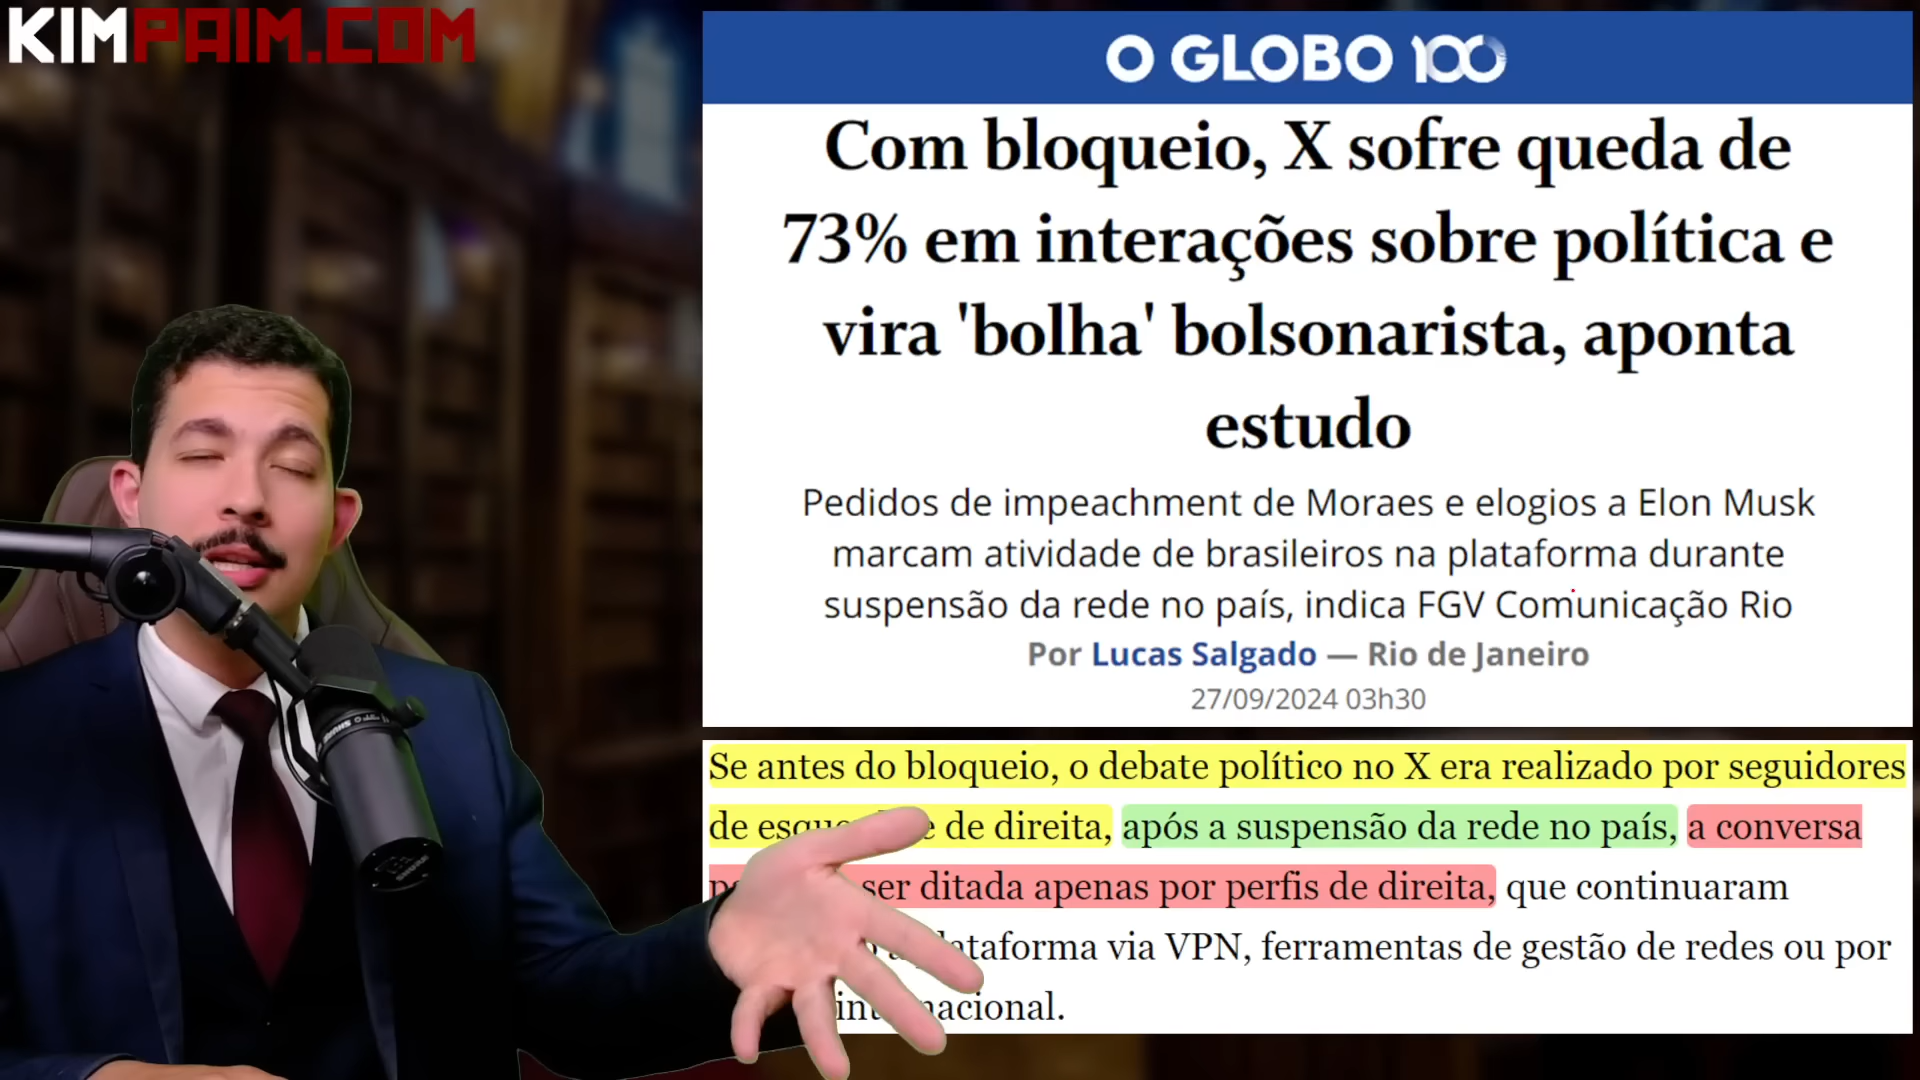 KIMPAIM.COM
O GLOBO 100
Com bloqueio, X sofre queda de
73% em interações sobre política e
vira 'bolha' bolsonarista, aponta
estudo
Pedidos de impeachment de Moraes e elogios a Elon Musk
marcam atividade de brasileiros na plataforma durante
suspensão da rede no país, indica FGV Comunicação Rio
Por Lucas Salgado — Rio de Janeiro
27/09/2024 03h30
Se antes do bloqueio, o debate político no X era realizado por seguidores
de e de direita, após a suspensão da rede no país, a conversa
ser ditada apenas por perfis de direita, que continuaram
via VPN, ferramentas de gestão de redes ou por
SHURE